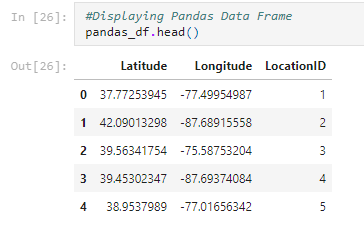 In [26]: #Displaying Pandas Data Frame
pandas_df.head()
Out[26]:
Latitude Longitude LocationID
0 37.77253945 -77.49954987 1
1 42.09013298 -87.68915558 2
2 39.56341754 -75.58753204 3
3 39.45302347 -87.69374084 4
4 38.9537989 -77.01656342 5